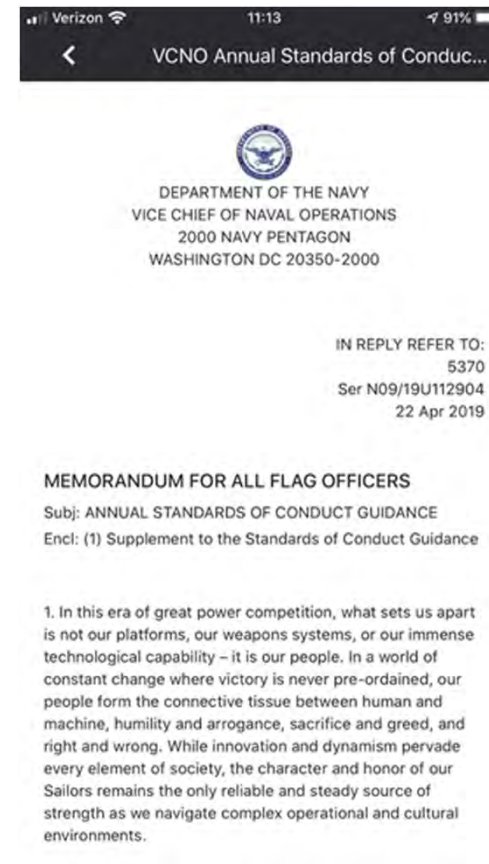 Verizon 11:13 91%
VCNO Annual Standards of Conduc...
DEPARTMENT OF THE NAVY
VICE CHIEF OF NAVAL OPERATIONS
2000 NAVY PENTAGON
WASHINGTON DC 20350-2000
IN REPLY REFER TO:
5370
Ser N09/19U112904
22 Apr 2019
MEMORANDUM FOR ALL FLAG OFFICERS
Subj: ANNUAL STANDARDS OF CONDUCT GUIDANCE
Encl: (1) Supplement to the Standards of Conduct Guidance
1. In this era of great power competition, what sets us apart
is not our platforms, our weapons systems, or our immense
technological capability – it is our people. In a world of
constant change where victory is never pre-ordained, our
people form the connective tissue between human and
machine, humility and arrogance, sacrifice and greed, and
right and wrong. While innovation and dynamism pervade
every element of society, the character and honor of our
Sailors remains the only reliable and steady source of
strength as we navigate complex operational and cultural
environments.